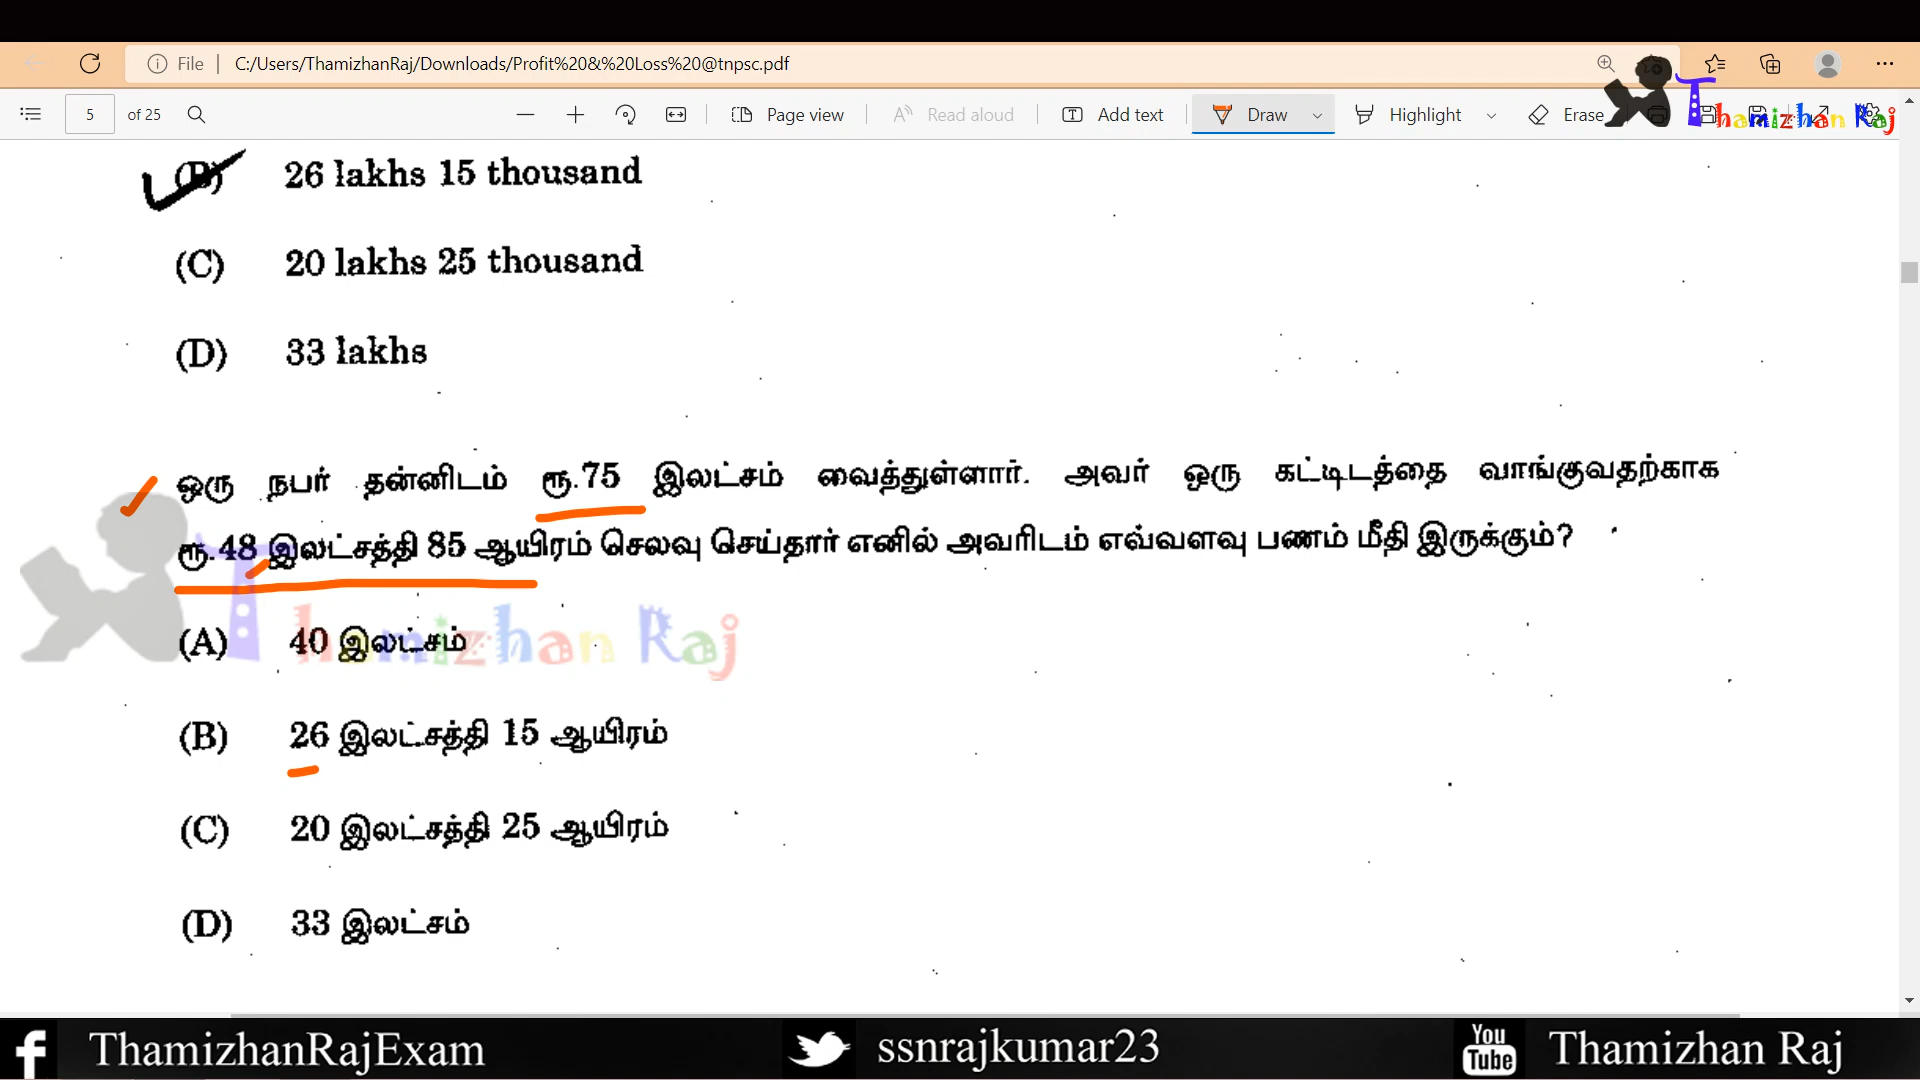 File C:/Users/ThamizhanRaj/Downloads/Profit%20&%20Loss%20@tnpsc.pdf
5 of 25 Page view Read aloud Add text Draw Highlight Erase
Thamizhan Raj
(B) 26 lakhs 15 thousand
(C) 20 lakhs 25 thousand
(D) 33 lakhs
ஒரு நபர் தன்னிடம் ரூ.75 இலட்சம் வைத்துள்ளார். அவர் ஒரு கட்டிடத்தை வாங்குவதற்காக
ரூ.48 இலட்சத்தி 85 ஆயிரம் செலவு செய்தார் எனில் அவரிடம் எவ்வளவு பணம் மீதி இருக்கும்?
Thamizhan Raj
(A) 40 இலட்சம்
(B) 26 இலட்சத்தி 15 ஆயிரம்
(C) 20 இலட்சத்தி 25 ஆயிரம்
(D) 33 இலட்சம்
ThamizhanRajExam ssnrajkumar23 You Tube Thamizhan Raj